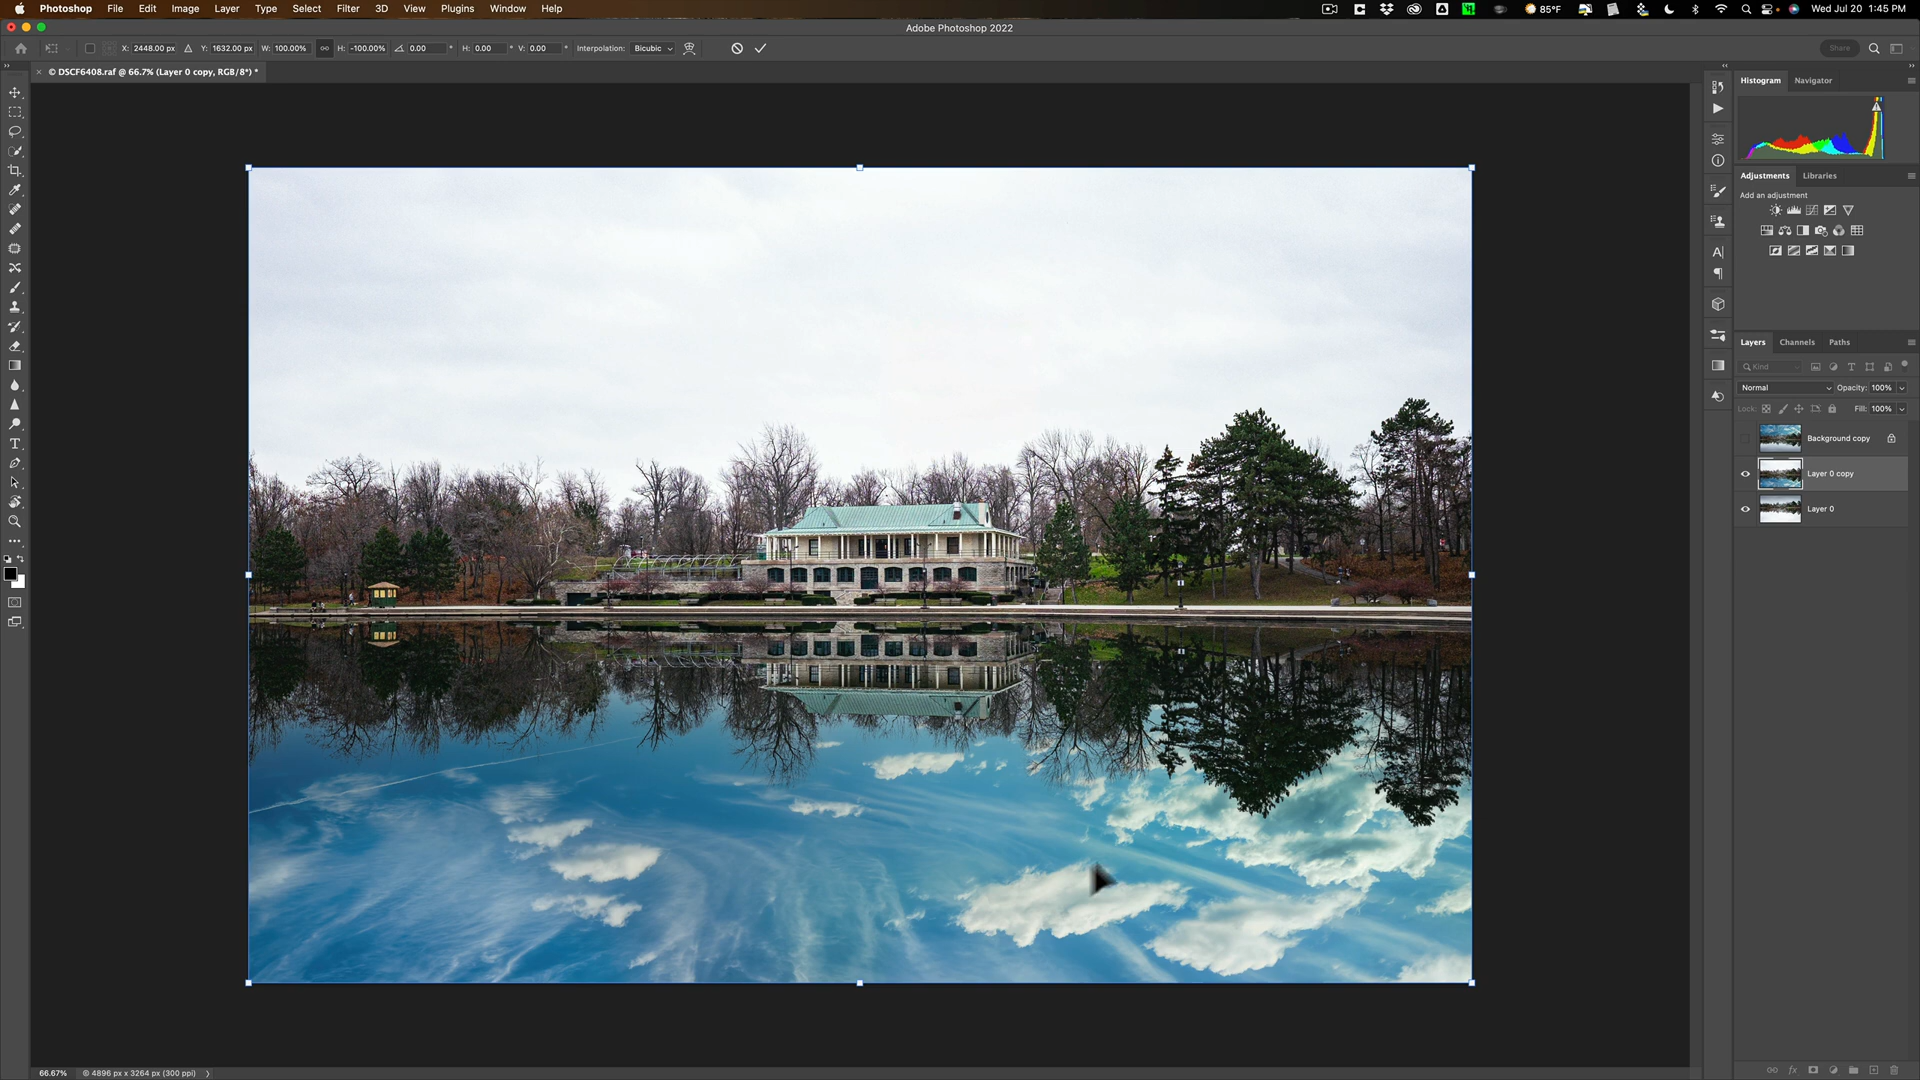 Photoshop File Edit Image Layer Type Select Filter 3D View Plugins Window Help 85°F Wed Jul 20 1:45 PM
Adobe Photoshop 2022
X: 2448.00 px Y: 1632.00 px W: 100.00% H: -100.00% 0.00 ° H: 0.00 ° V: 0.00 ° Interpolation: Bicubic Share
© DSCF6408.raf @ 66.7% (Layer 0 copy, RGB/8*) *
Histogram Navigator
Adjustments Libraries
Add an adjustment
Layers Channels Paths
Kind
Normal Opacity: 100%
Lock: Fill: 100%
Background copy
Layer 0 copy
Layer 0
66.67% 4896 px x 3264 px (300 ppi)